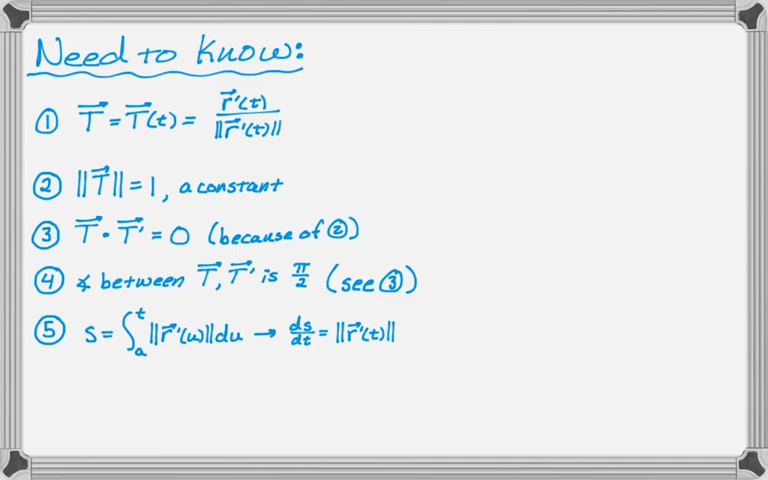 Need to Know:
① T⃗ = T⃗(t) = r⃗'(t) / ||r⃗'(t)||
② ||T⃗|| = 1, a constant
③ T⃗ · T⃗' = 0 (because of ②)
④ ∡ between T⃗, T⃗' is π/2 (see ③)
⑤ s = ∫ₐᵗ ||r⃗'(u)|| du → ds/dt = ||r⃗'(t)||